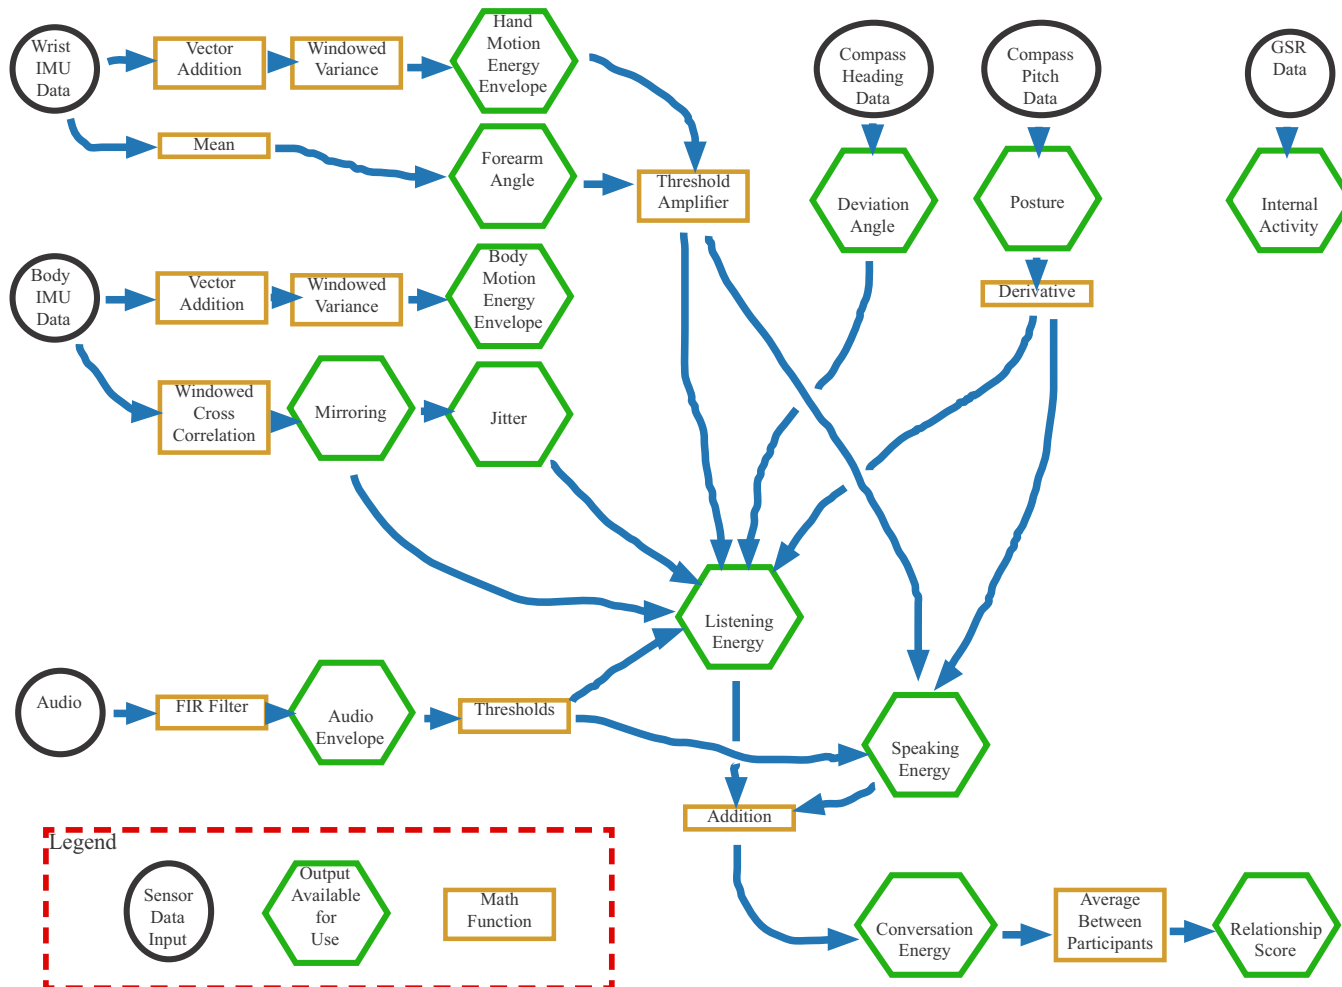 Wrist
IMU
Data
Vector
Addition
Windowed
Variance
Hand
Motion
Energy
Envelope
Compass
Heading
Data
Compass
Pitch
Data
GSR
Data
Mean
Forearm
Angle
Threshold
Amplifier
Deviation
Angle
Posture
Internal
Activity
Body
IMU
Data
Vector
Addition
Windowed
Variance
Body
Motion
Energy
Envelope
Derivative
Windowed
Cross
Correlation
Mirroring
Jitter
Listening
Energy
Audio
FIR Filter
Audio
Envelope
Thresholds
Speaking
Energy
Addition
Legend
Sensor
Data
Input
Output
Available
for
Use
Math
Function
Conversation
Energy
Average
Between
Participants
Relationship
Score